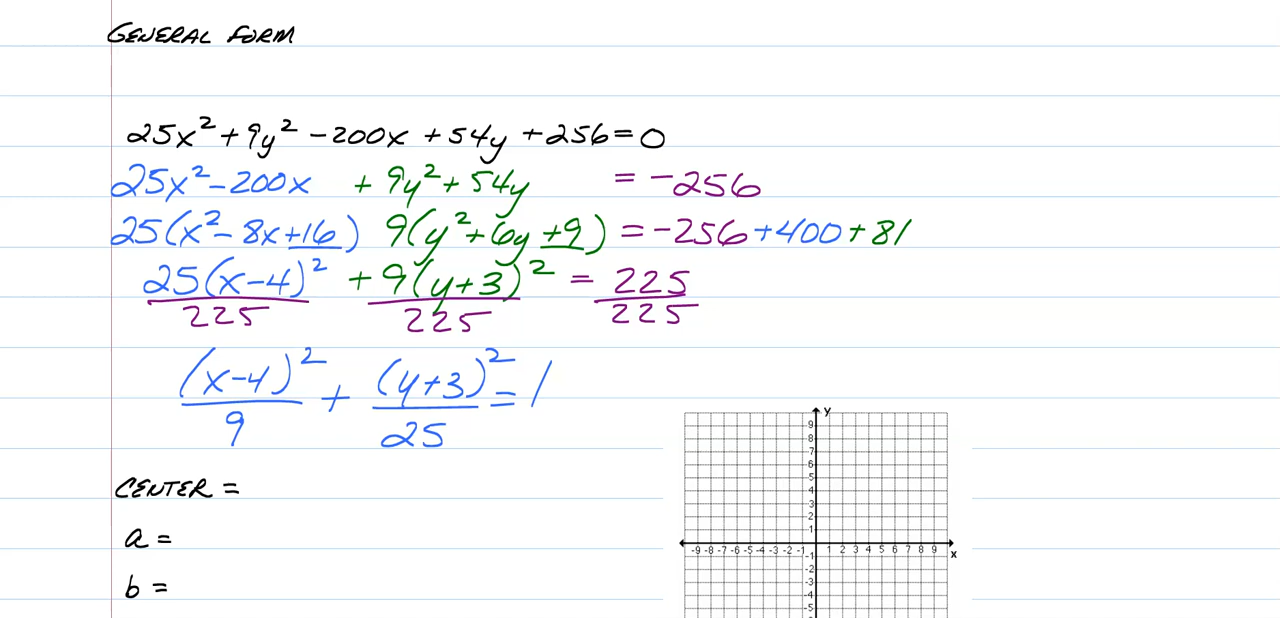 GENERAL FORM
25x² + 9y² - 200x + 54y + 256 = 0
25x² - 200x + 9y² + 54y = -256
25(x² - 8x + 16) 9(y² + 6y + 9) = -256 + 400 + 81
25(x-4)²/225 + 9(y+3)²/225 = 225/225
(x-4)²/9 + (y+3)²/25 = 1
CENTER =
a =
b =
y
9
8
7
6
5
4
3
2
1
-9 -8 -7 -6 -5 -4 -3 -2 -1 1 2 3 4 5 6 7 8 9
x
-1
-2
-3
-4
-5